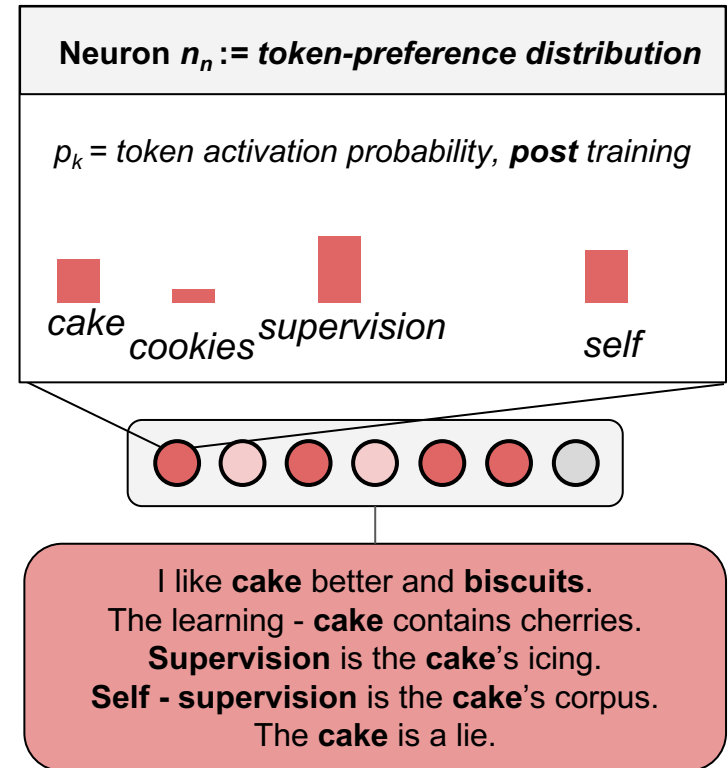 Neuron nₙ := token-preference distribution
pₖ = token activation probability, post training
cake cookies supervision self
I like cake better and biscuits.
The learning - cake contains cherries.
Supervision is the cake's icing.
Self - supervision is the cake's corpus.
The cake is a lie.